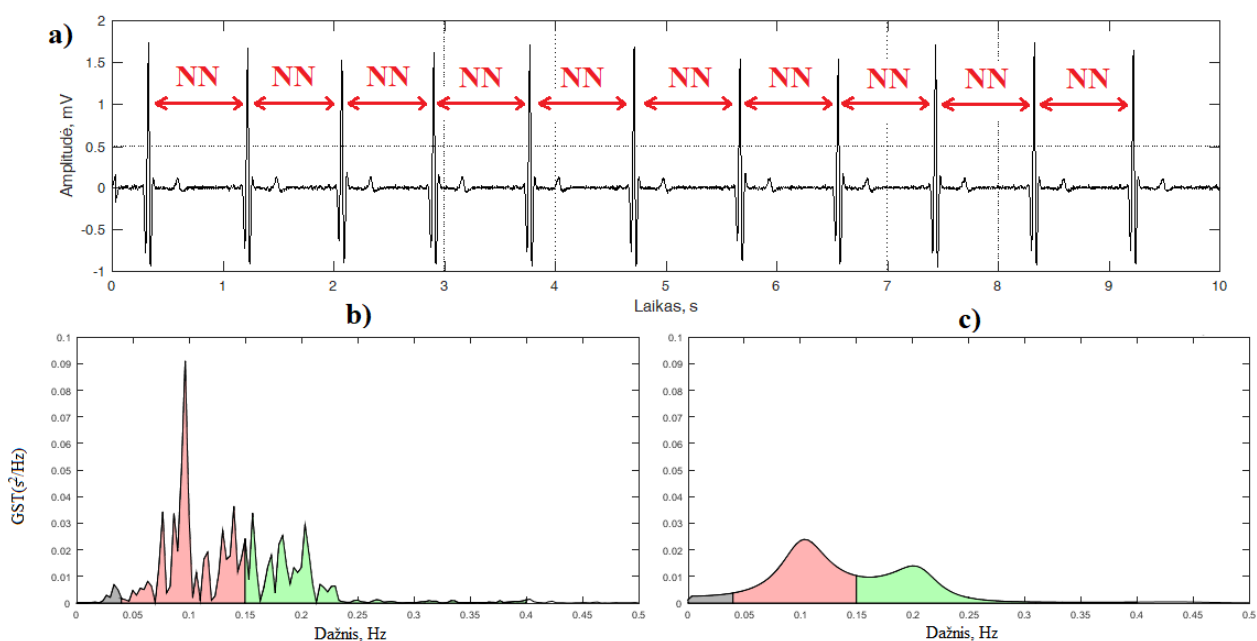 a)
2
1.5
1
0.5
0
-0.5
-1
Amplitudė, mV
NN NN NN NN NN NN NN NN NN NN
0 1 2 3 4 5 6 7 8 9 10
Laikas, s
b)
c)
0.1
0.09
0.08
0.07
0.06
0.05
0.04
0.03
0.02
0.01
0
GST(s²/Hz)
0 0.05 0.1 0.15 0.2 0.25 0.3 0.35 0.4 0.45 0.5
Dažnis, Hz
0.1
0.09
0.08
0.07
0.06
0.05
0.04
0.03
0.02
0.01
0
0 0.05 0.1 0.15 0.2 0.25 0.3 0.35 0.4 0.45 0.5
Dažnis, Hz